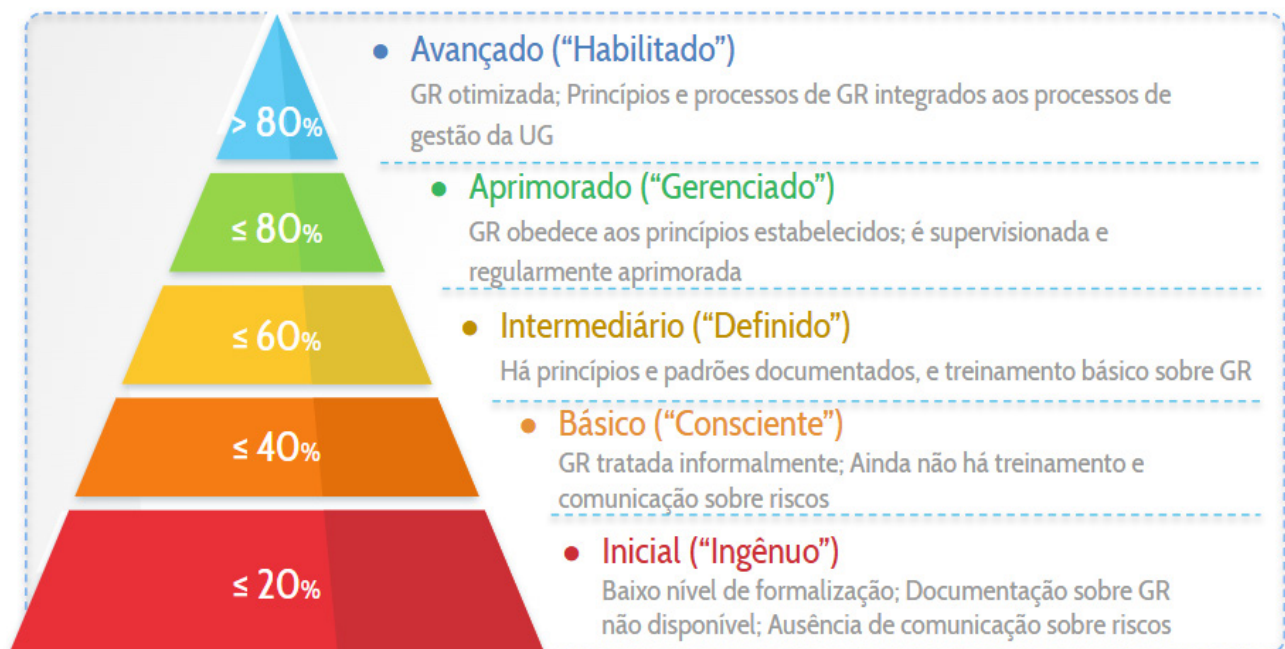 > 80%
• Avançado (“Habilitado”)
GR otimizada; Princípios e processos de GR integrados aos processos de
gestão da UG
≤ 80%
• Aprimorado (“Gerenciado”)
GR obedece aos princípios estabelecidos; é supervisionada e
regularmente aprimorada
≤ 60%
• Intermediário (“Definido”)
Há princípios e padrões documentados, e treinamento básico sobre GR
≤ 40%
• Básico (“Consciente”)
GR tratada informalmente; Ainda não há treinamento e
comunicação sobre riscos
≤ 20%
• Inicial (“Ingênuo”)
Baixo nível de formalização; Documentação sobre GR
não disponível; Ausência de comunicação sobre riscos